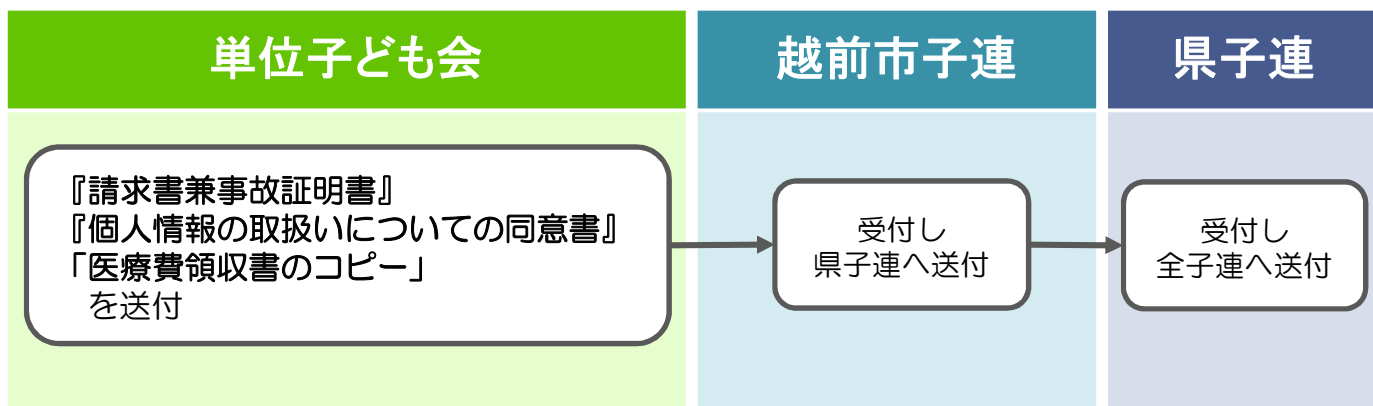 単位子ども会
越前市子連
県子連
『請求書兼事故証明書』
『個人情報の取扱いについての同意書』
「医療費領収書のコピー」
を送付
受付し
県子連へ送付
受付し
全子連へ送付